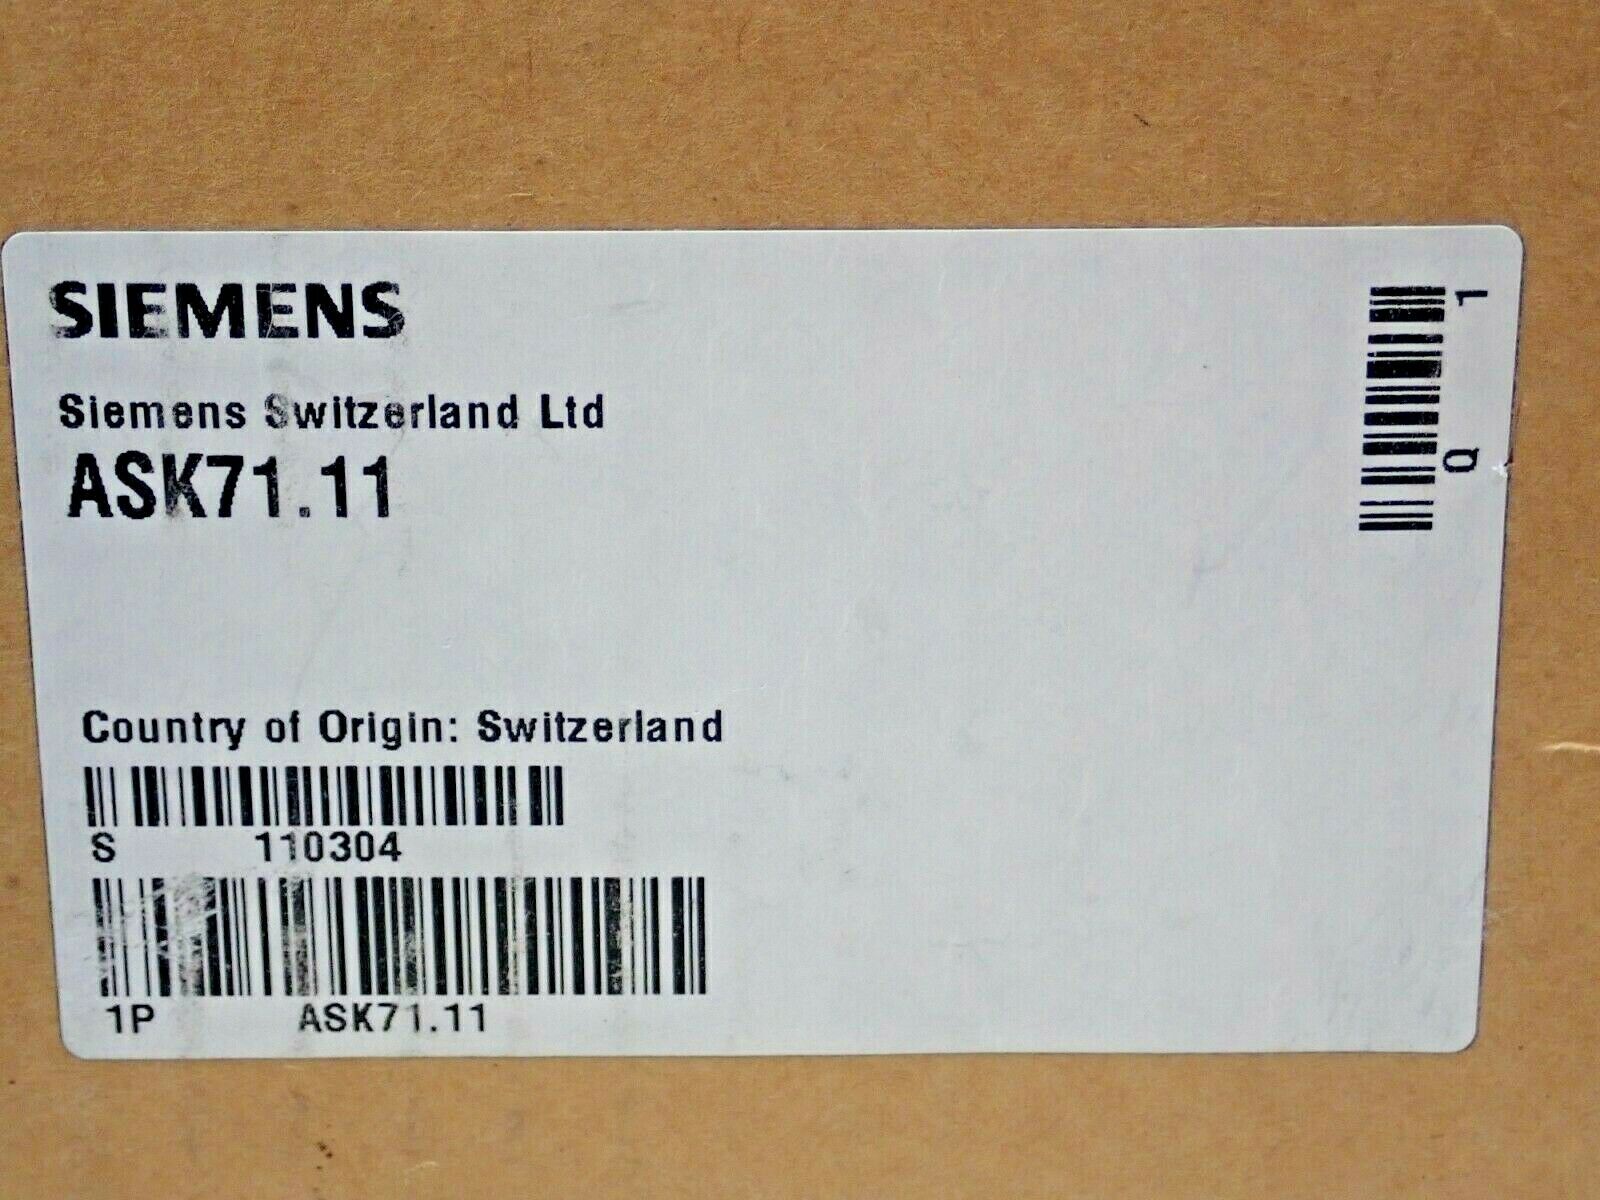 SIEMENS
Siemens Switzerland Ltd
ASK71.11
Q 1
Country of Origin: Switzerland
S 110304
1P ASK71.11